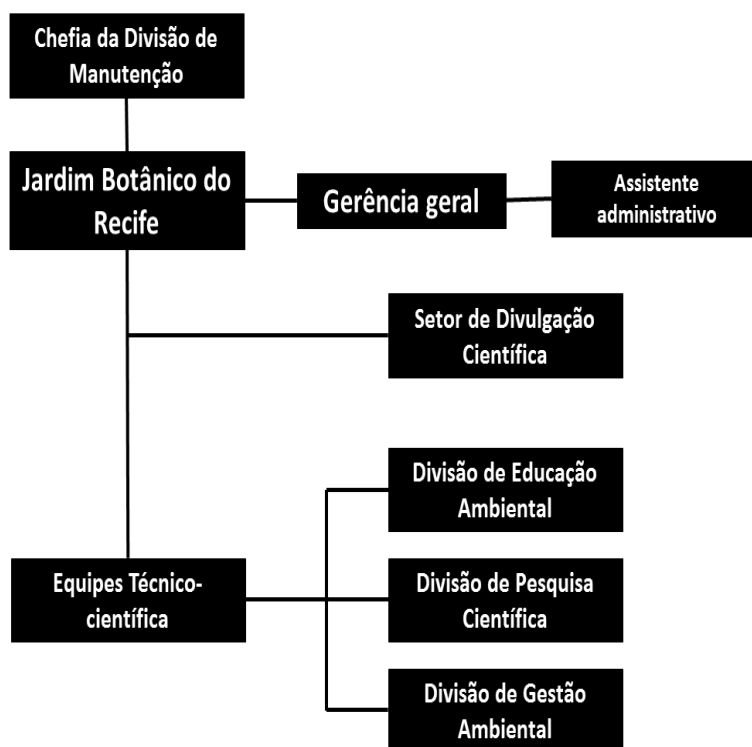 Chefia da Divisão de
Manutenção
Jardim Botânico do
Recife
Gerência geral
Assistente
administrativo
Setor de Divulgação
Científica
Divisão de Educação
Ambiental
Equipes Técnico-
científica
Divisão de Pesquisa
Científica
Divisão de Gestão
Ambiental